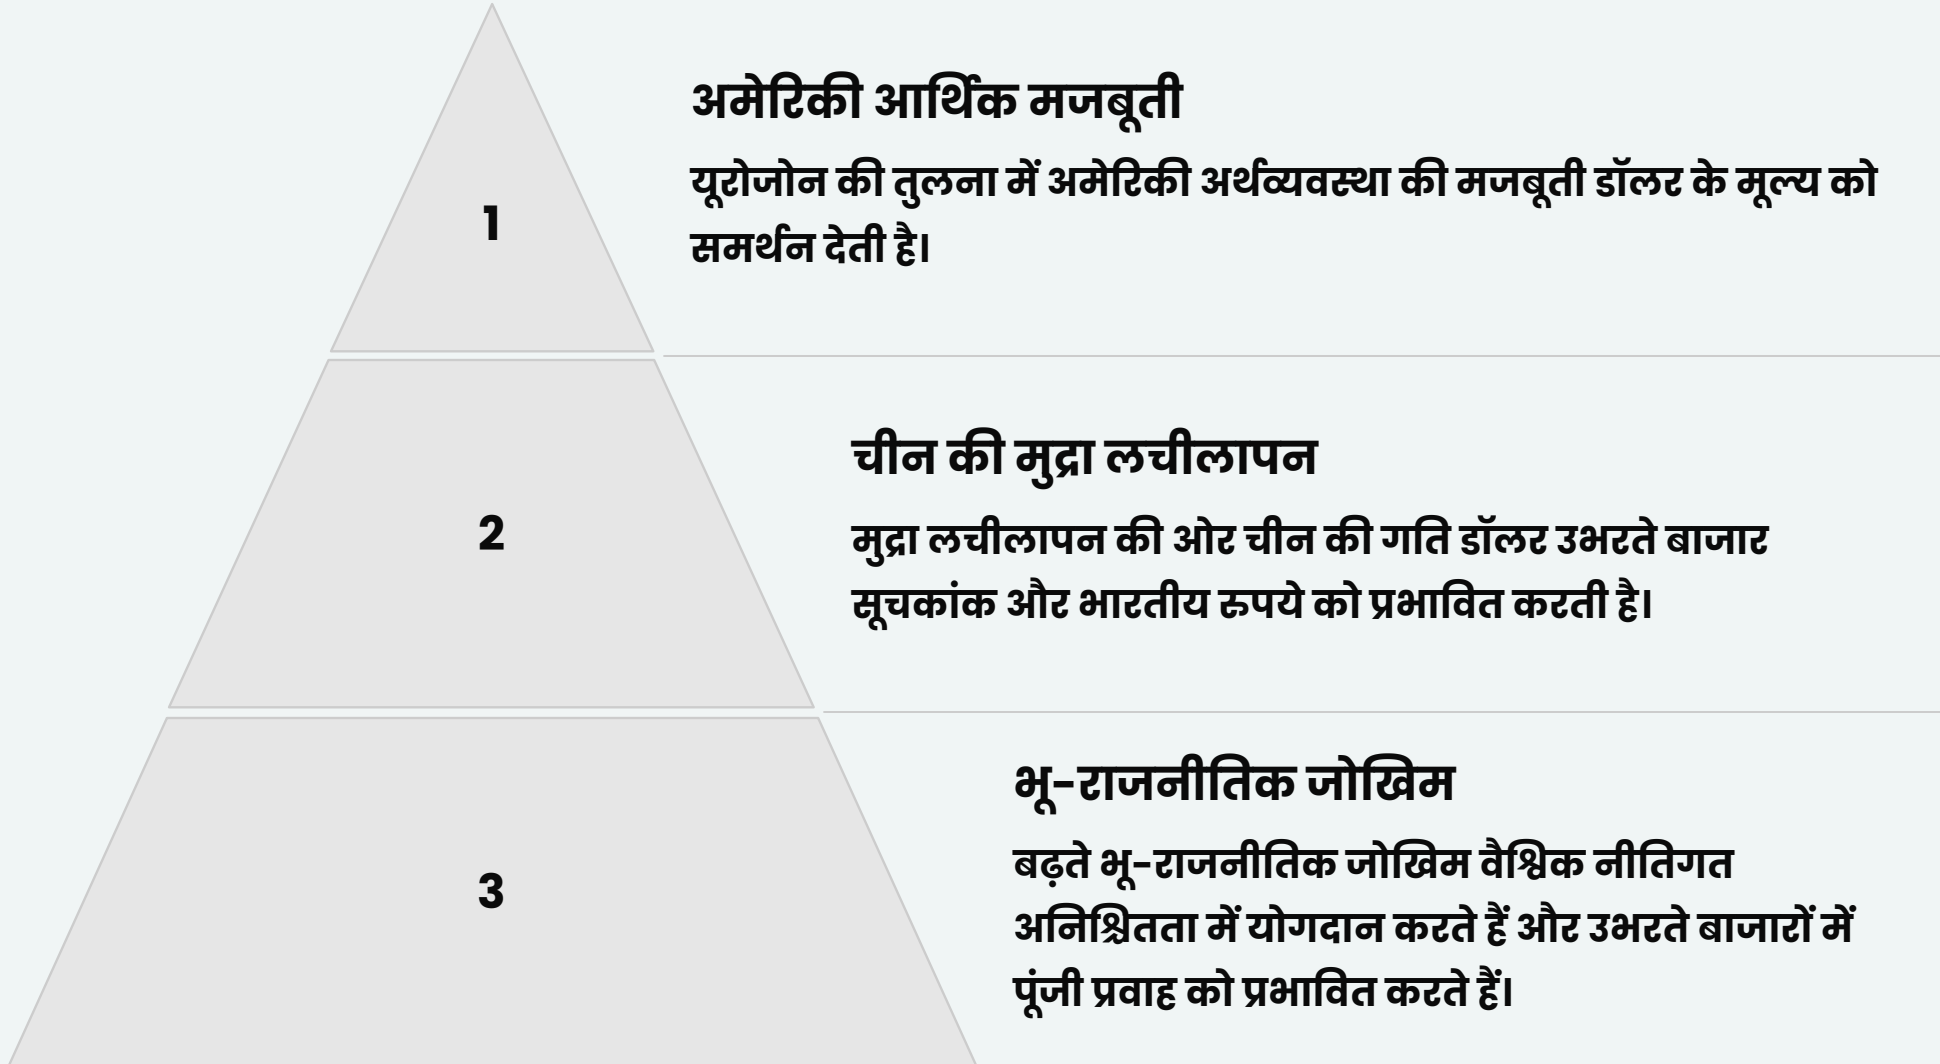 1
अमेरिकी आर्थिक मजबूती
यूरोजोन की तुलना में अमेरिकी अर्थव्यवस्था की मजबूती डॉलर के मूल्य को
समर्थन देती है।
2
चीन की मुद्रा लचीलापन
मुद्रा लचीलापन की ओर चीन की गति डॉलर उभरते बाजार
सूचकांक और भारतीय रुपये को प्रभावित करती है।
3
भू-राजनीतिक जोखिम
बढ़ते भू-राजनीतिक जोखिम वैश्विक नीतिगत
अनिश्चितता में योगदान करते हैं और उभरते बाजारों में
पूंजी प्रवाह को प्रभावित करते हैं।